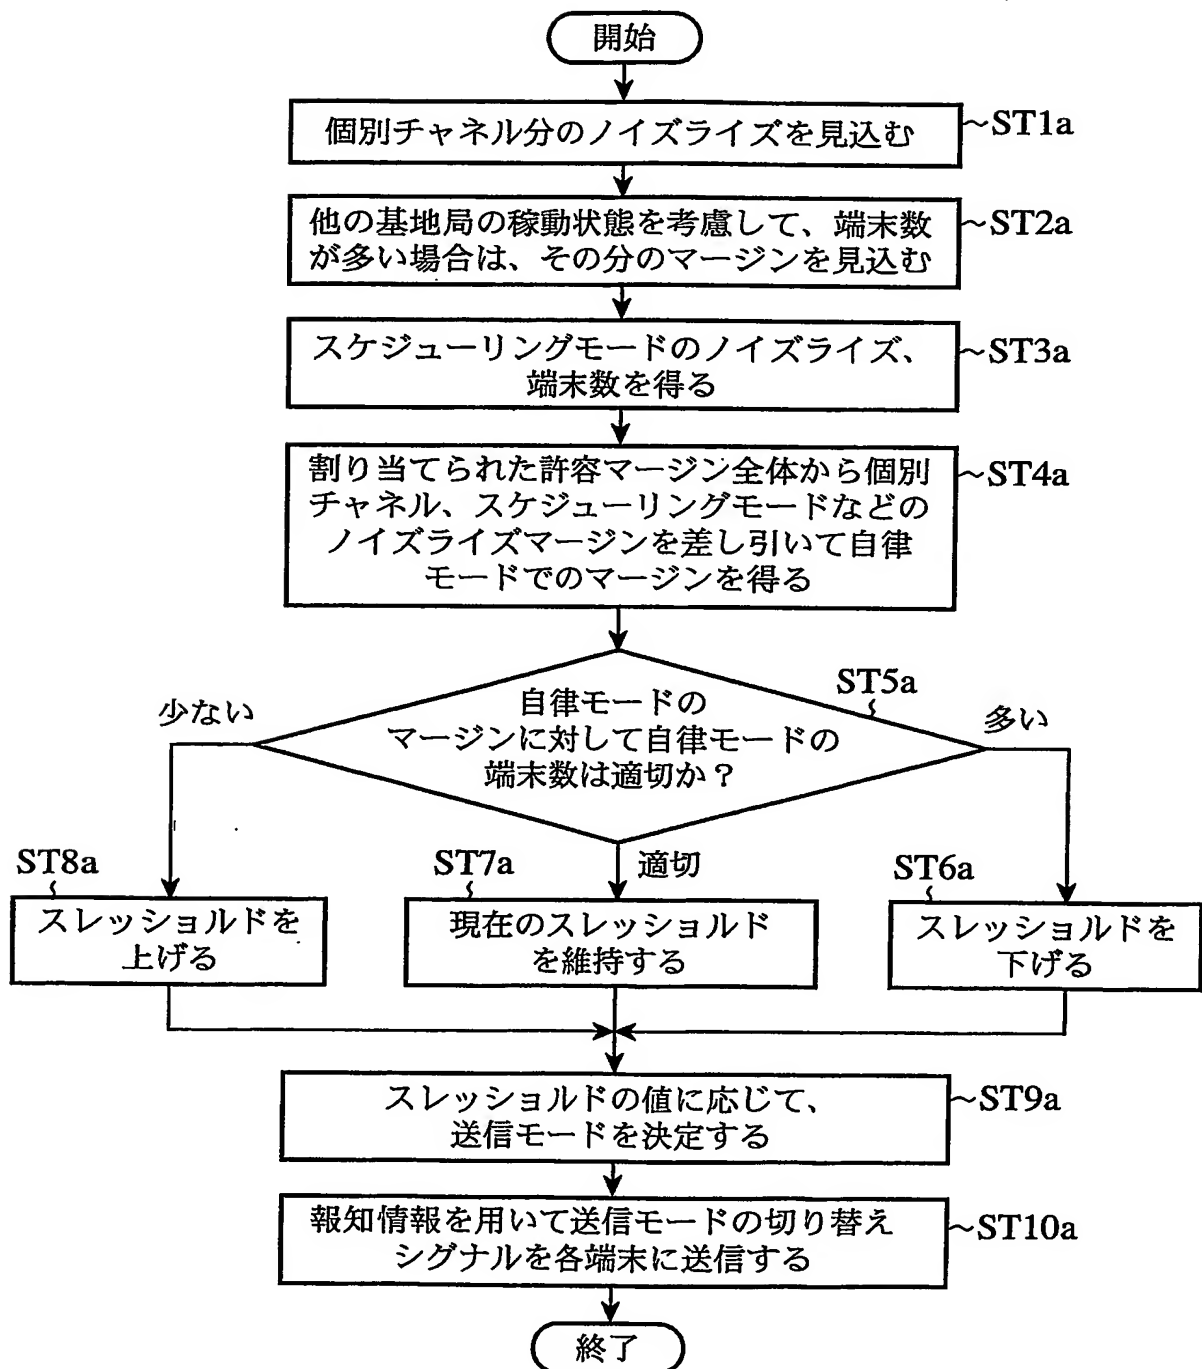 開始
個別チャネル分のノイズライズを見込む
~ST1a
他の基地局の稼動状態を考慮して、端末数
が多い場合は、その分のマージンを見込む
~ST2a
スケジューリングモードのノイズライズ、
端末数を得る
~ST3a
割り当てられた許容マージン全体から個別
チャネル、スケジューリングモードなどの
ノイズライズマージンを差し引いて自律
モードでのマージンを得る
~ST4a
ST5a
自律モードの
マージンに対して自律モードの
端末数は適切か?
少ない
多い
適切
ST8a
スレッショルドを
上げる
ST7a
現在のスレッショルド
を維持する
ST6a
スレッショルドを
下げる
スレッショルドの値に応じて、
送信モードを決定する
~ST9a
報知情報を用いて送信モードの切り替え
シグナルを各端末に送信する
~ST10a
終了